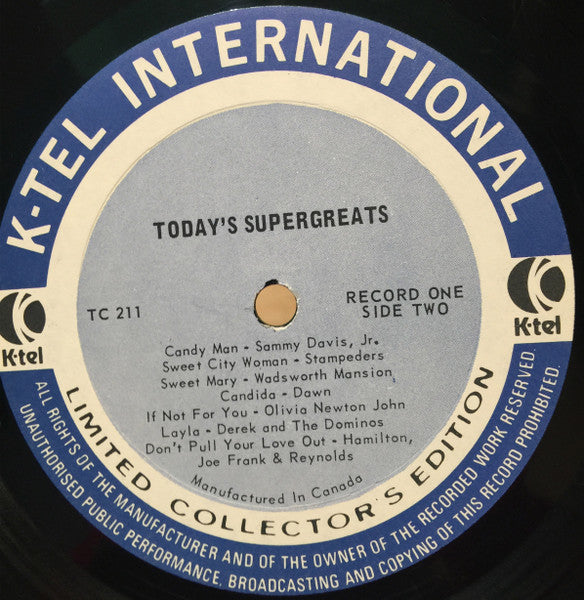 K-TEL INTERNATIONAL
TODAY'S SUPERGREATS
TC 211
RECORD ONE
SIDE TWO
K-tel
K-tel
Candy Man - Sammy Davis, Jr.
Sweet City Woman - Stampeders
Sweet Mary - Wadsworth Mansion
Candida - Dawn
If Not For You - Olivia Newton John
Layla - Derek and The Dominos
Don't Pull Your Love Out - Hamilton,
Joe Frank & Reynolds
Manufactured In Canada
LIMITED COLLECTOR'S EDITION
ALL RIGHTS OF THE MANUFACTURER AND OF THE OWNER OF THE RECORDED WORK RESERVED.
UNAUTHORISED PUBLIC PERFORMANCE, BROADCASTING AND COPYING OF THIS RECORD PROHIBITED.